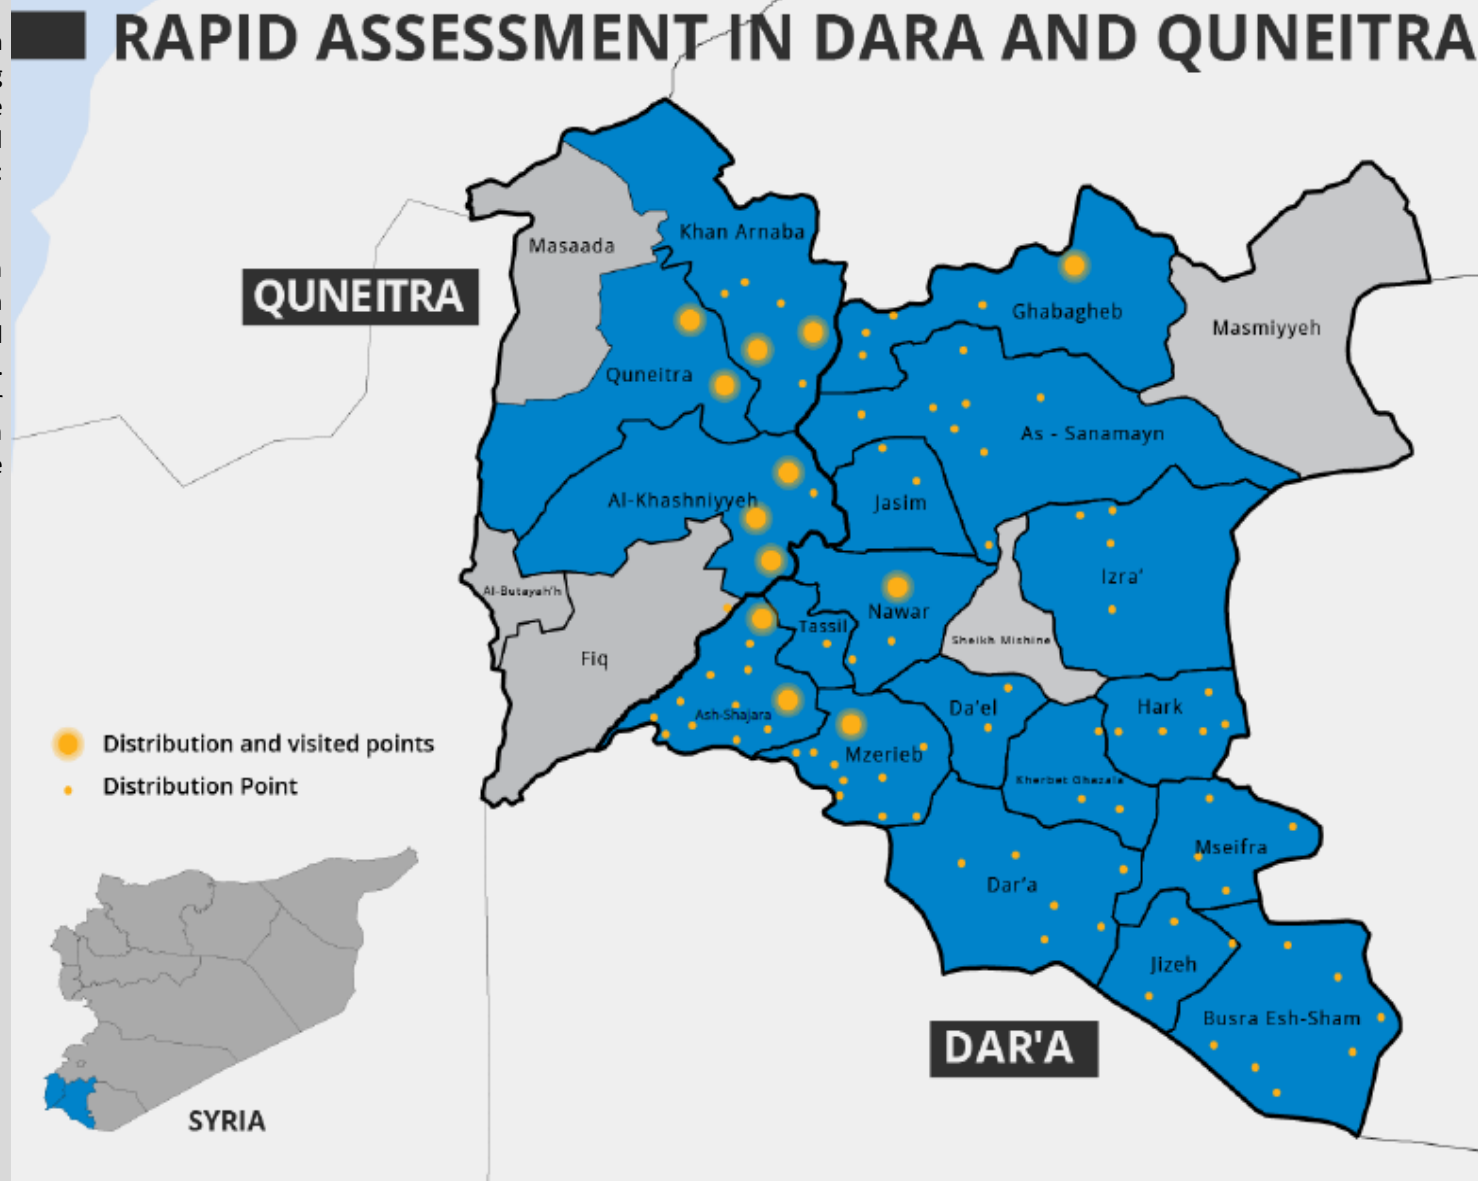 RAPID ASSESSMENT IN DARA AND QUNEITRA
Khan Arnaba
Masaada
QUNEITRA
Ghabagheb
Masmiyyeh
Quneitra
As - Sanamayn
Al-Khashniyyeh
Jasim
Izra'
Al-Butayah'h
Nawar
Tassil
Sheikh Mishine
Fiq
Da'el
Hark
Ash-Shajara
Distribution and visited points
Mzerieb
Kherbet Ghazala
Distribution Point
Mseifra
Dar'a
Jizeh
Busra Esh-Sham
DAR'A
SYRIA